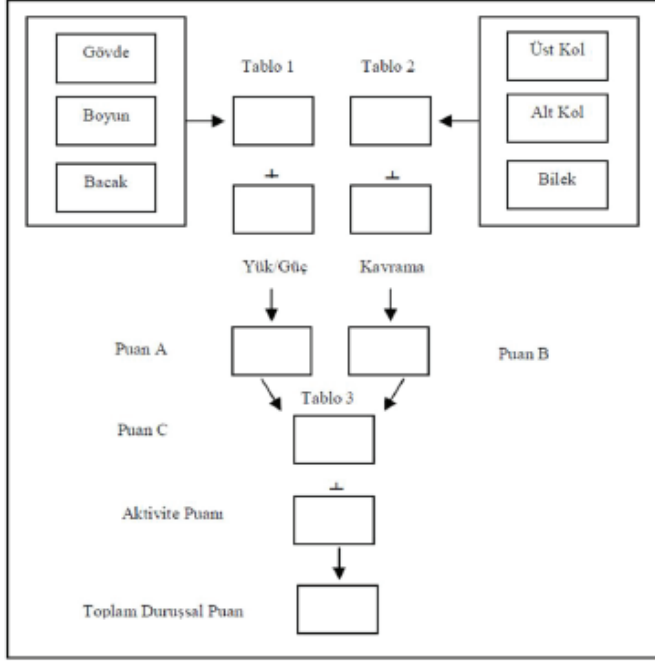 Gövde
Boyun
Bacak
Tablo 1
Tablo 2
Üst Kol
Alt Kol
Bilek
+
+
Yük/Güç
Kavrama
Puan A
Puan B
Tablo 3
Puan C
+
Aktivite Puanı
Toplam Duruşsal Puan